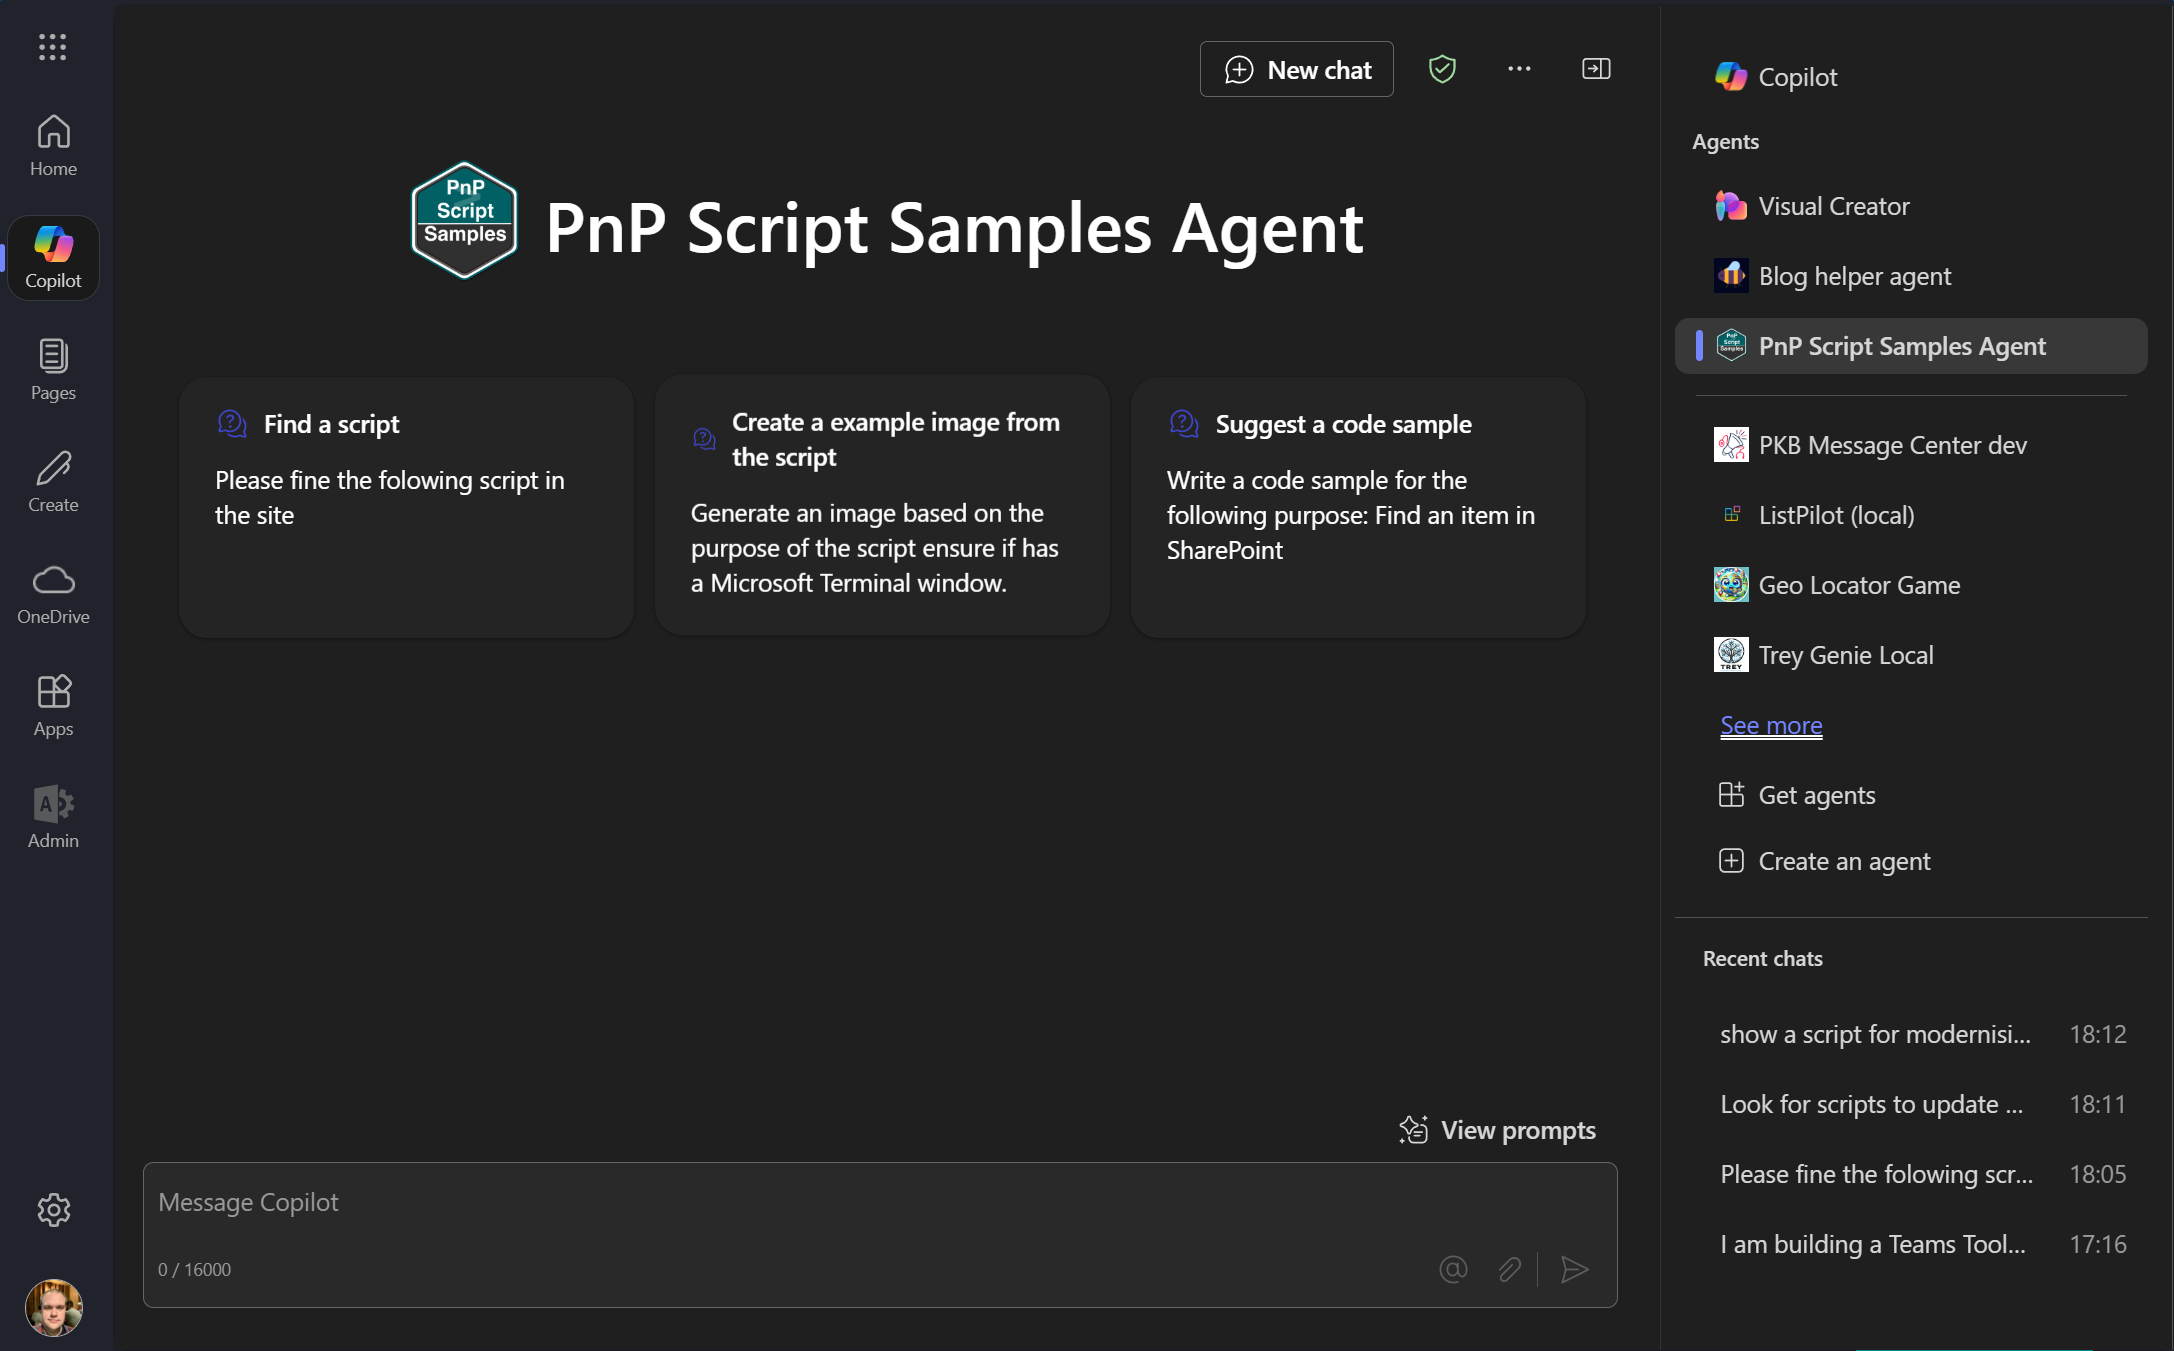 Home
Copilot
Pages
Create
OneDrive
Apps
Admin
New chat
PnP
Script
Samples
PnP Script Samples Agent
Find a script
Please fine the folowing script in
the site
Create a example image from
the script
Generate an image based on the
purpose of the script ensure if has
a Microsoft Terminal window.
Suggest a code sample
Write a code sample for the
following purpose: Find an item in
SharePoint
View prompts
Message Copilot
0 / 16000
Copilot
Agents
Visual Creator
Blog helper agent
PnP
Script
Samples
PnP Script Samples Agent
PKB Message Center dev
ListPilot (local)
Geo Locator Game
TREY
Trey Genie Local
See more
Get agents
Create an agent
Recent chats
show a script for modernisi... 18:12
Look for scripts to update ... 18:11
Please fine the folowing scr... 18:05
I am building a Teams Tool... 17:16